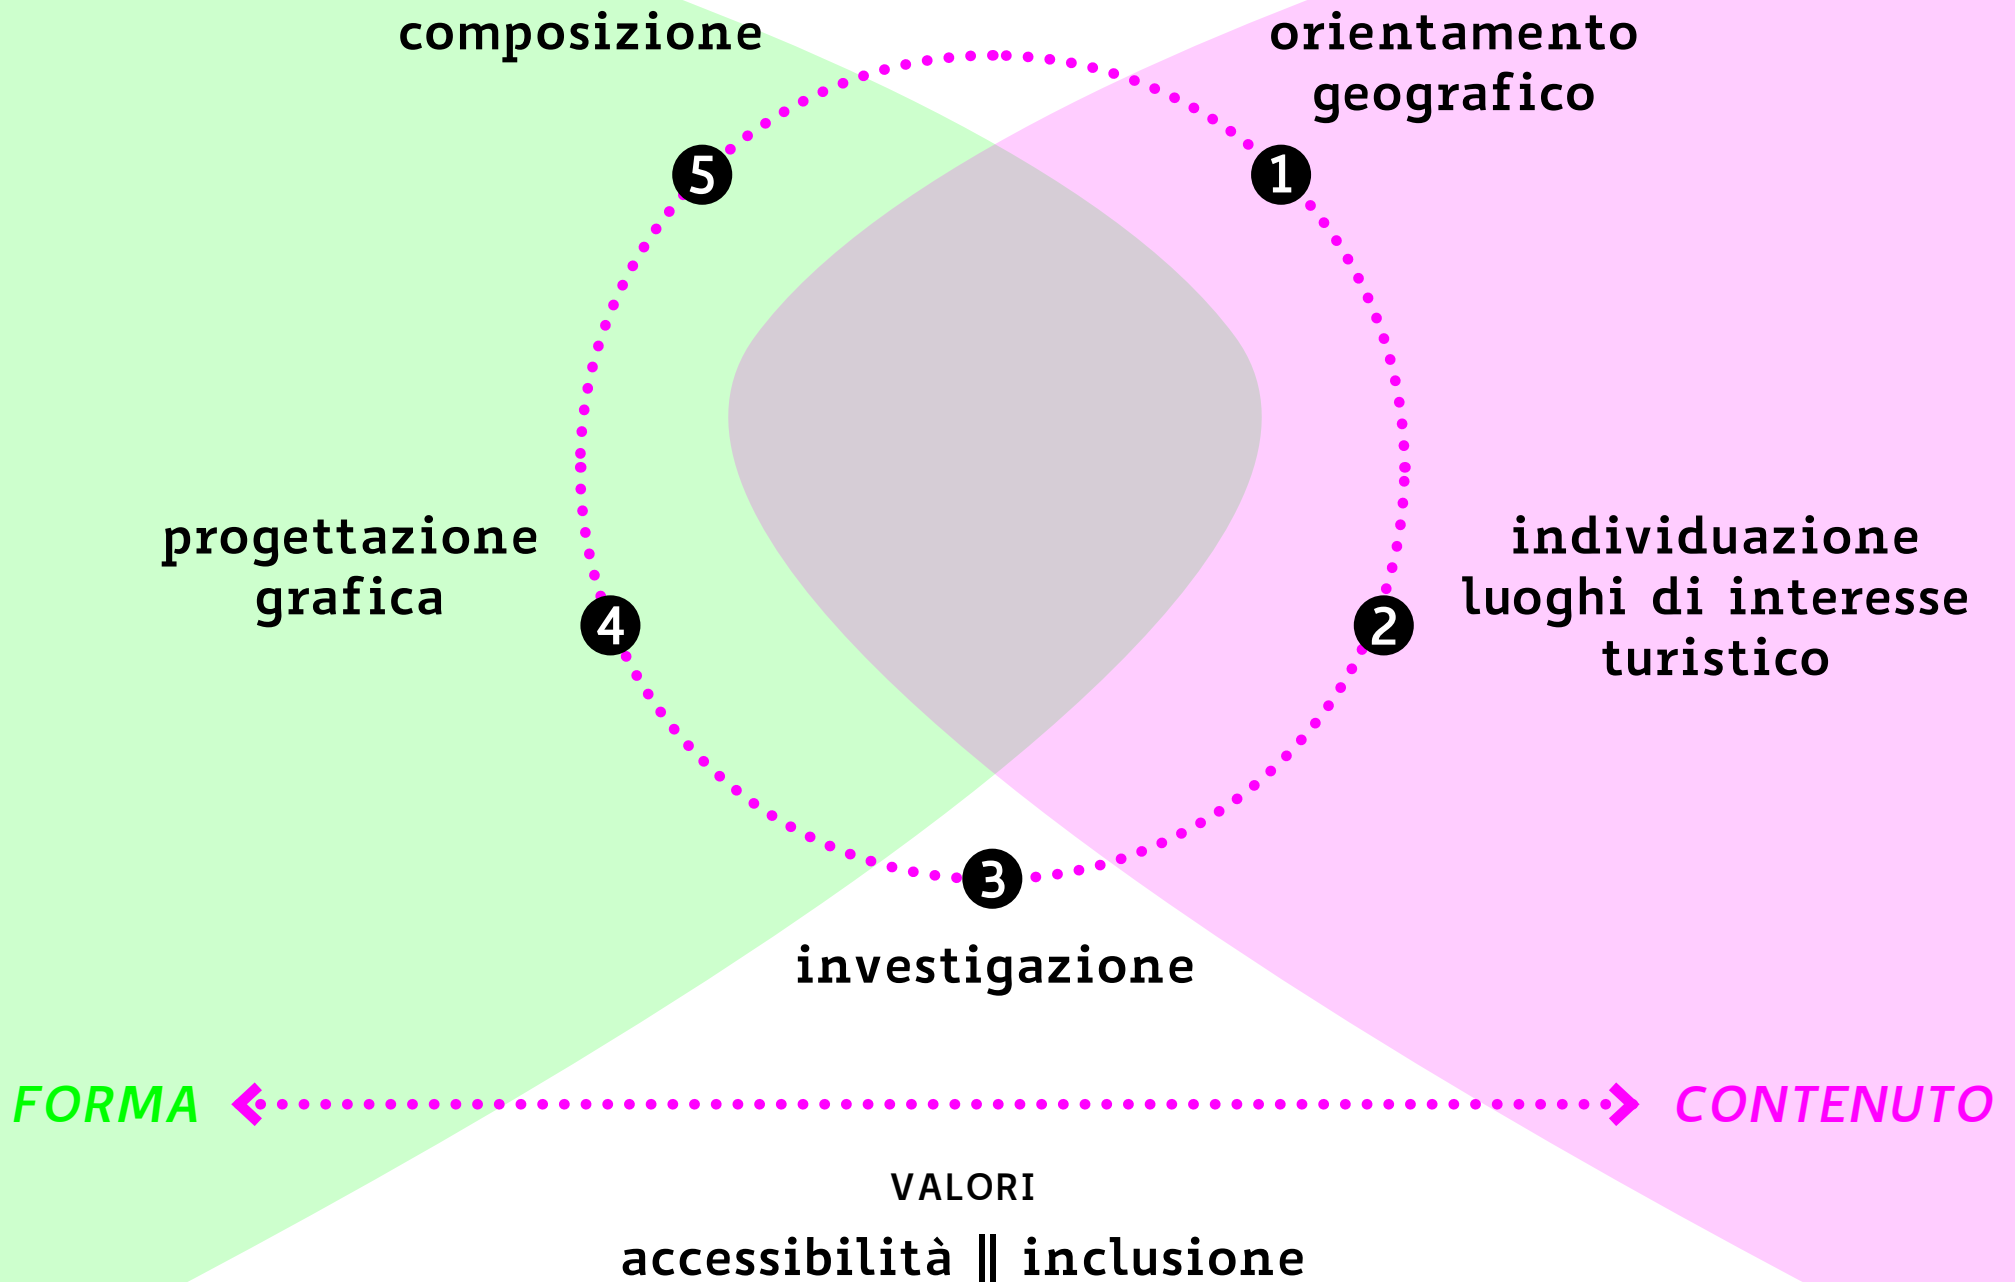 composizione
orientamento
geografico
5
1
progettazione
grafica
individuazione
luoghi di interesse
turistico
4
2
3
investigazione
FORMA
CONTENUTO
VALORI
accessibilità || inclusione